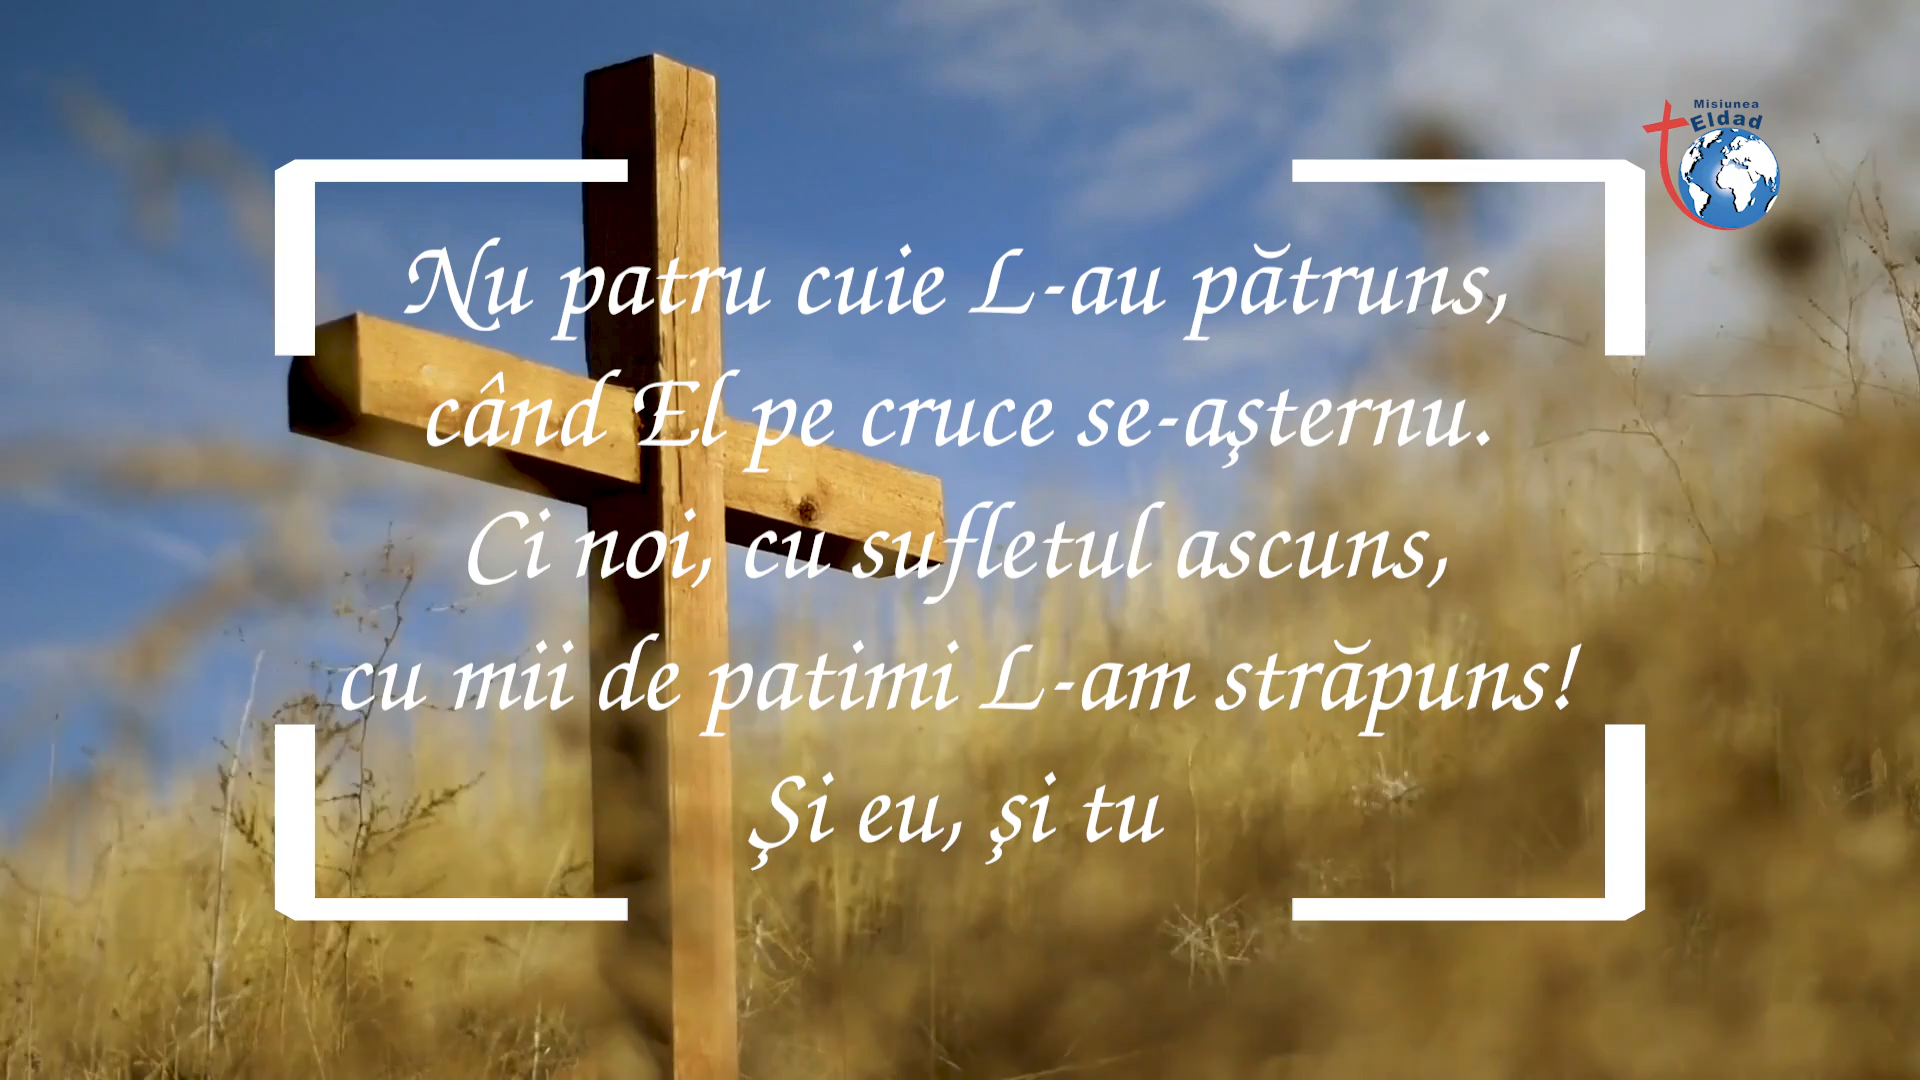 Misiunea
Eldad
Nu patru cuie L-au pătruns,
când El pe cruce se-aşternu.
Ci noi, cu sufletul ascuns,
cu mii de patimi L-am străpuns!
Şi eu, şi tu